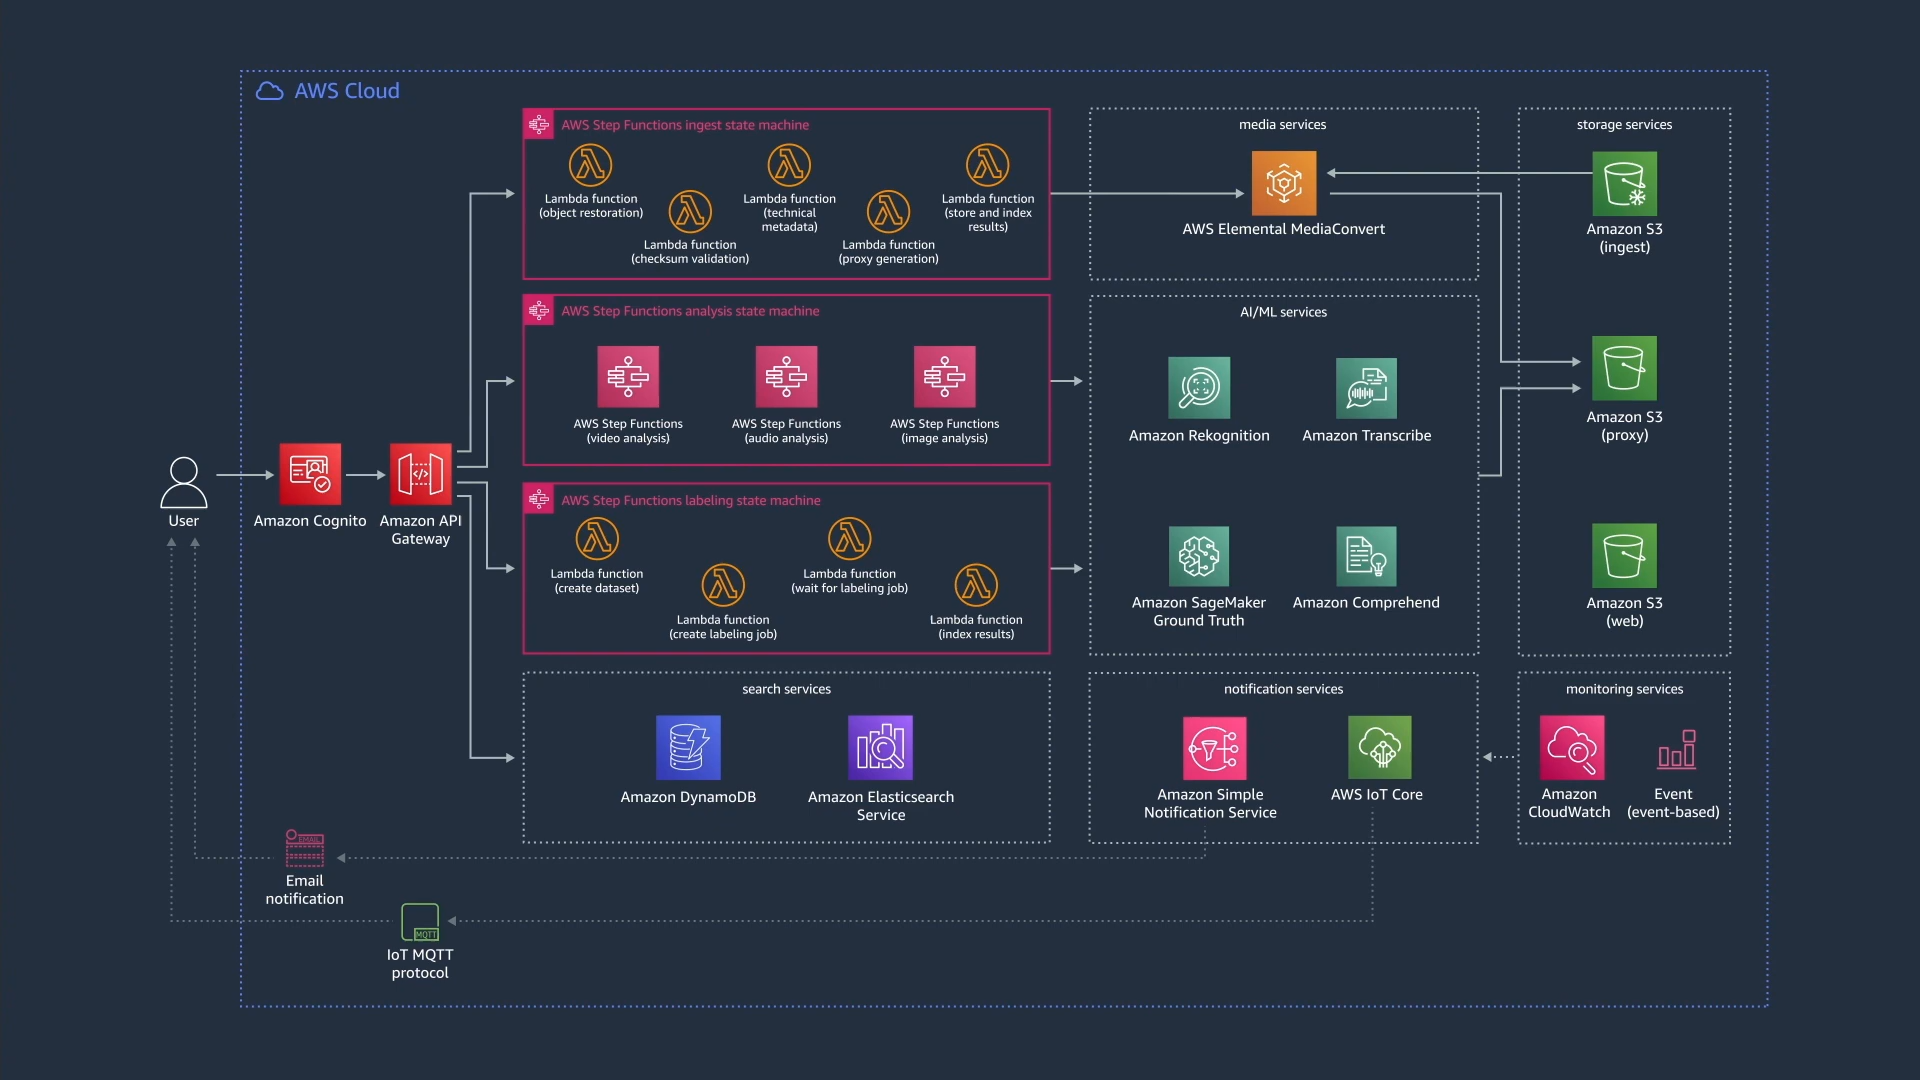 AWS Cloud
AWS Step Functions ingest state machine
Lambda function
(object restoration)
Lambda function
(checksum validation)
Lambda function
(technical
metadata)
Lambda function
(proxy generation)
Lambda function
(store and index
results)
media services
AWS Elemental MediaConvert
storage services
Amazon S3
(ingest)
Amazon S3
(proxy)
Amazon S3
(web)
AWS Step Functions analysis state machine
AWS Step Functions
(video analysis)
AWS Step Functions
(audio analysis)
AWS Step Functions
(image analysis)
AI/ML services
Amazon Rekognition
Amazon Transcribe
Amazon SageMaker
Ground Truth
Amazon Comprehend
User
Amazon Cognito
Amazon API
Gateway
AWS Step Functions labeling state machine
Lambda function
(create dataset)
Lambda function
(create labeling job)
Lambda function
(wait for labeling job)
Lambda function
(index results)
search services
Amazon DynamoDB
Amazon Elasticsearch
Service
notification services
Amazon Simple
Notification Service
AWS IoT Core
monitoring services
Amazon
CloudWatch
Event
(event-based)
EMAIL
Email
notification
MQTT
IoT MQTT
protocol